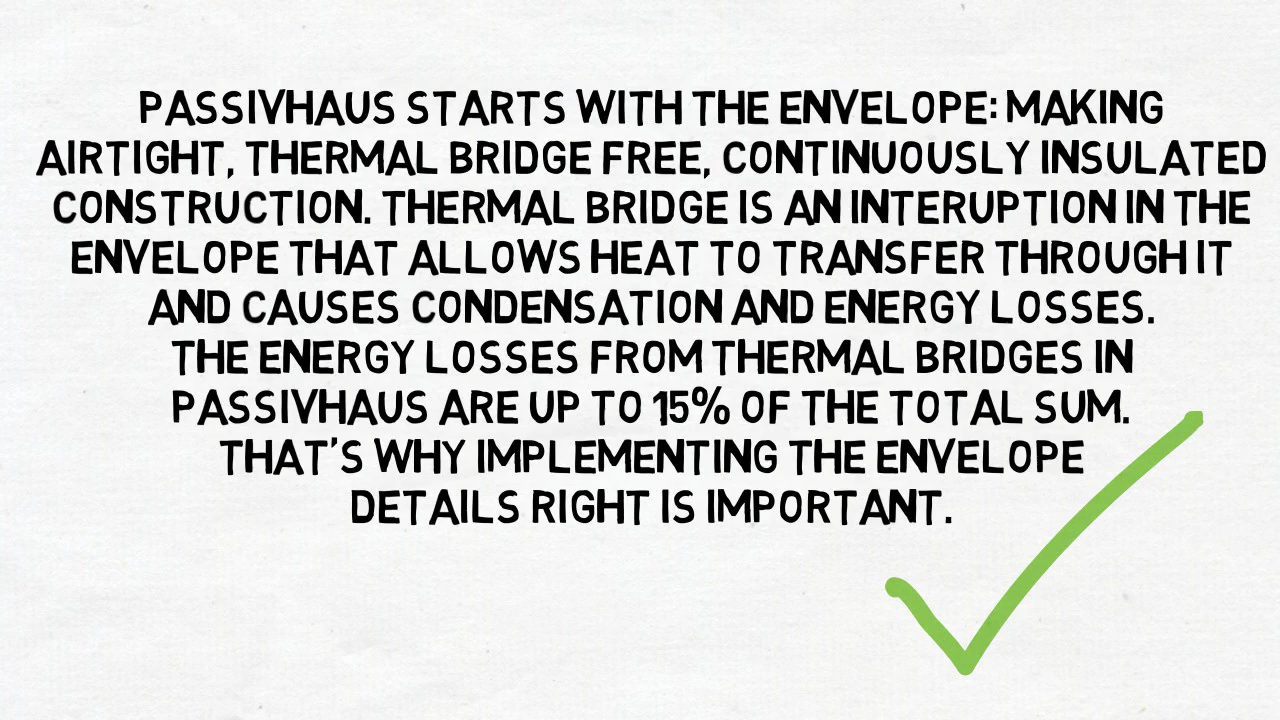 PASSIVHAUS STARTS WITH THE ENVELOPE: MAKING
AIRTIGHT, THERMAL BRIDGE FREE, CONTINUOUSLY INSULATED
CONSTRUCTION. THERMAL BRIDGE IS AN INTERUPTION IN THE
ENVELOPE THAT ALLOWS HEAT TO TRANSFER THROUGH IT
AND CAUSES CONDENSATION AND ENERGY LOSSES.
THE ENERGY LOSSES FROM THERMAL BRIDGES IN
PASSIVHAUS ARE UP TO 15% OF THE TOTAL SUM.
THAT'S WHY IMPLEMENTING THE ENVELOPE
DETAILS RIGHT IS IMPORTANT.